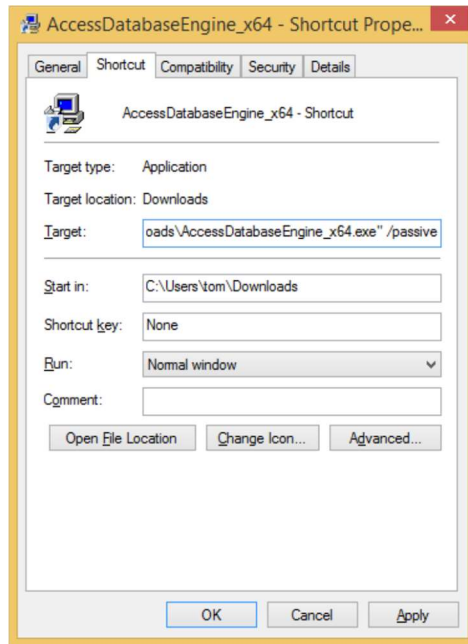 AccessDatabaseEngine_x64 - Shortcut Prope...
General Shortcut Compatibility Security Details
AccessDatabaseEngine_x64 - Shortcut
Target type: Application
Target location: Downloads
Target: oads\AccessDatabaseEngine_x64.exe" /passive
Start in: C:\Users\tom\Downloads
Shortcut key: None
Run: Normal window
Comment:
Open File Location Change Icon... Advanced...
OK Cancel Apply